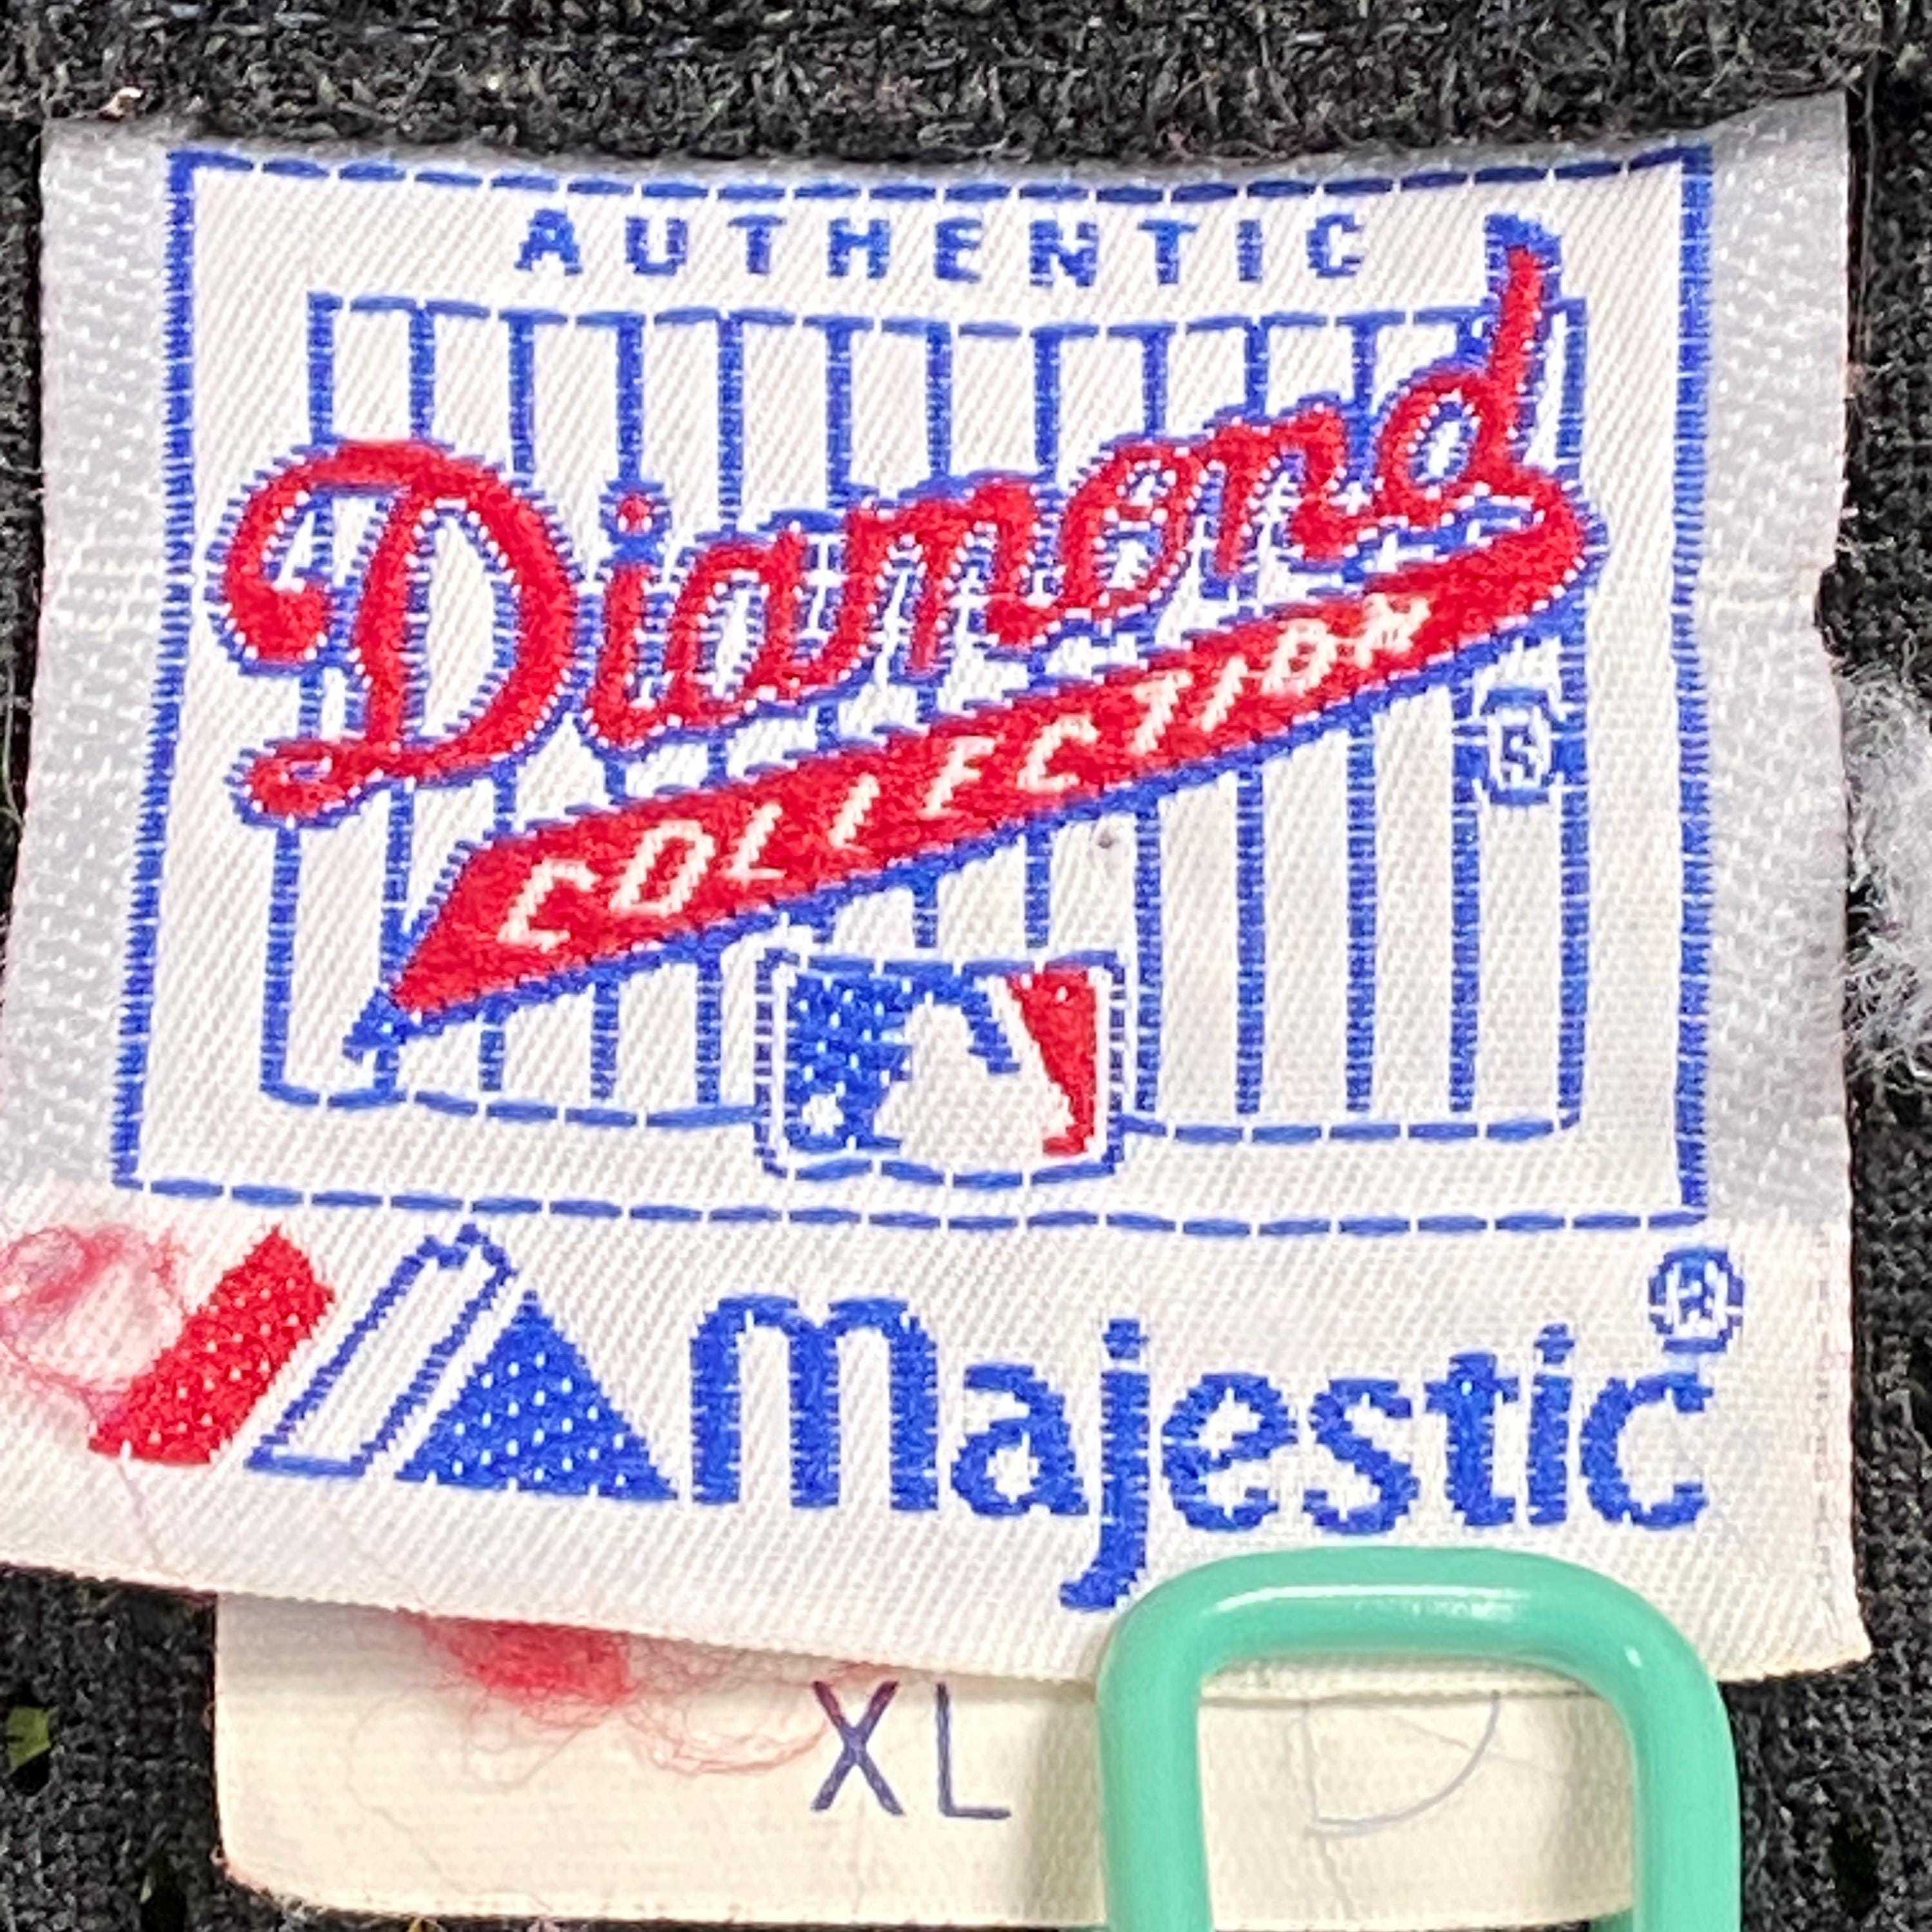 AUTHENTIC
Diamond
COLLECTION
®
majestic®
XL